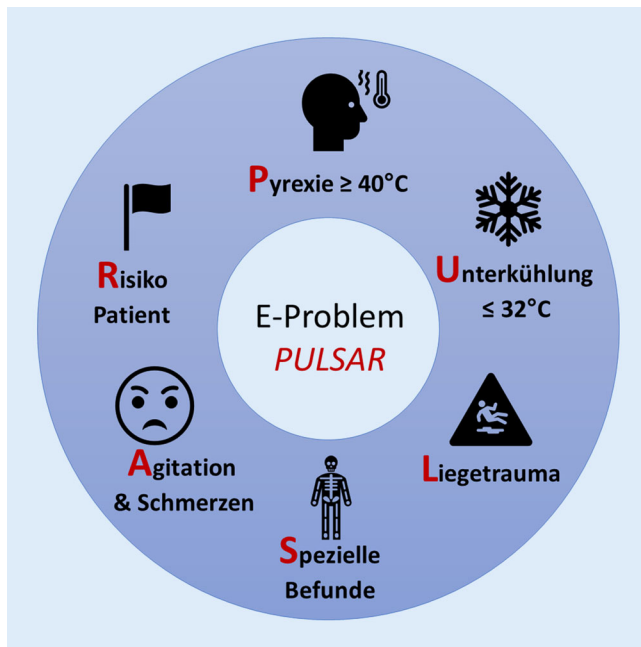 E-Problem
PULSAR
Pyrexie ≥ 40°C
Unterkühlung
≤ 32°C
Liegetrauma
Spezielle
Befunde
Agitation
& Schmerzen
Risiko
Patient